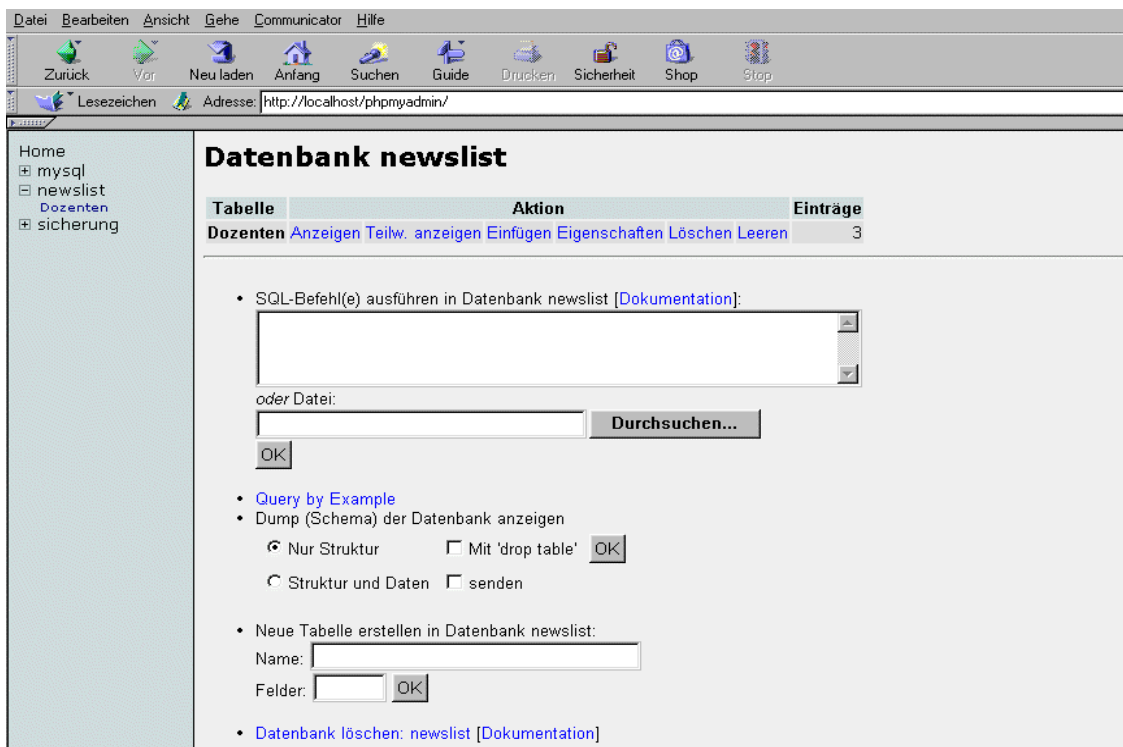 Datei Bearbeiten Ansicht Gehe Communicator Hilfe
Zurück Vor Neu laden Anfang Suchen Guide Drucken Sicherheit Shop Stop
Lesezeichen Adresse: http://localhost/phpmyadmin/
Home
mysql
newslist
Dozenten
sicherung
Datenbank newslist
Tabelle Aktion Einträge
Dozenten Anzeigen Teilw. anzeigen Einfügen Eigenschaften Löschen Leeren 3
• SQL-Befehl(e) ausführen in Datenbank newslist [Dokumentation]:
oder Datei:
Durchsuchen...
OK
• Query by Example
• Dump (Schema) der Datenbank anzeigen
Nur Struktur Mit 'drop table' OK
Struktur und Daten senden
• Neue Tabelle erstellen in Datenbank newslist:
Name:
Felder: OK
• Datenbank löschen: newslist [Dokumentation]